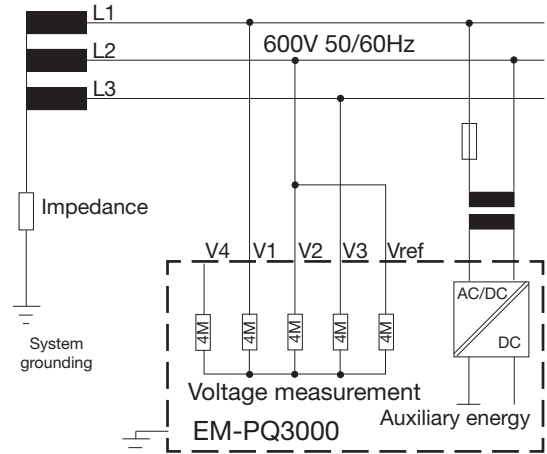 L1
600V 50/60Hz
L2
L3
Impedance
V4 V1 V2 V3 Vref
AC/DC
DC
4M 4M 4M 4M 4M
System
grounding
Voltage measurement
Auxiliary energy
EM-PQ3000